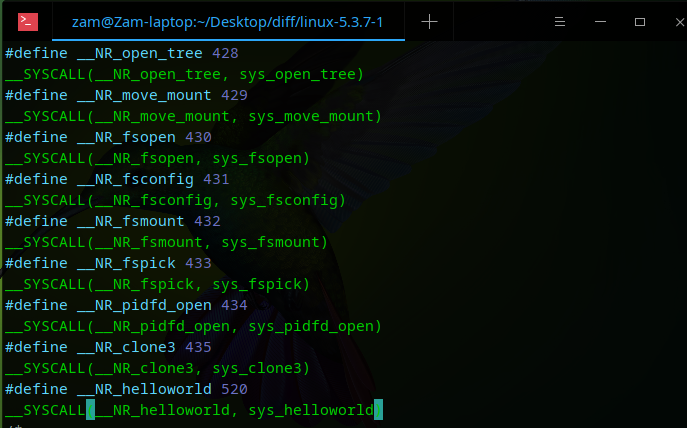 zam@Zam-laptop:~/Desktop/diff/linux-5.3.7-1
#define __NR_open_tree 428
__SYSCALL(__NR_open_tree, sys_open_tree)
#define __NR_move_mount 429
__SYSCALL(__NR_move_mount, sys_move_mount)
#define __NR_fsopen 430
__SYSCALL(__NR_fsopen, sys_fsopen)
#define __NR_fsconfig 431
__SYSCALL(__NR_fsconfig, sys_fsconfig)
#define __NR_fsmount 432
__SYSCALL(__NR_fsmount, sys_fsmount)
#define __NR_fspick 433
__SYSCALL(__NR_fspick, sys_fspick)
#define __NR_pidfd_open 434
__SYSCALL(__NR_pidfd_open, sys_pidfd_open)
#define __NR_clone3 435
__SYSCALL(__NR_clone3, sys_clone3)
#define __NR_helloworld 520
__SYSCALL(__NR_helloworld, sys_helloworld)